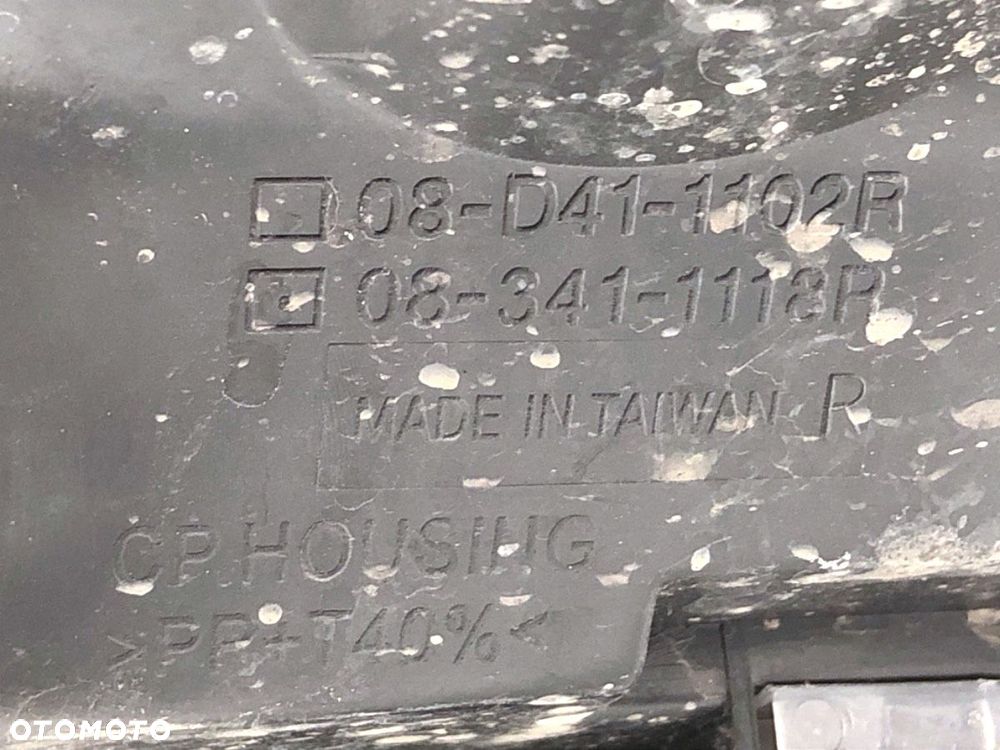 08-D41-1102R
08-341-1118R
MADE IN TAIWAN R
CP HOUSING
>PP+T40%<
OTOMOTO